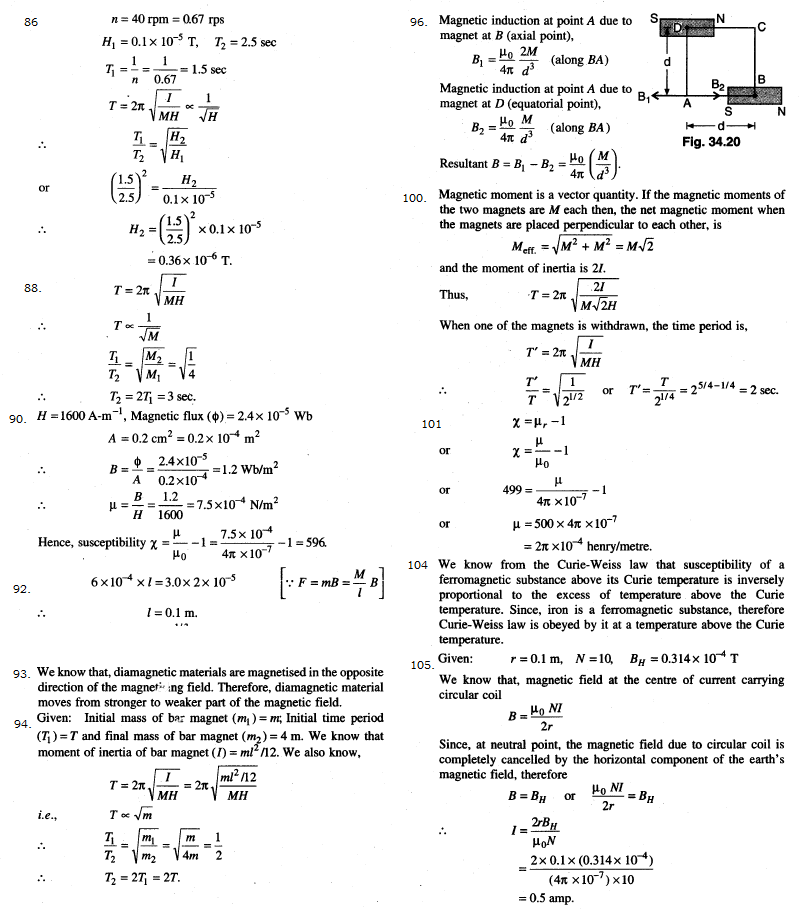 86 n = 40 rpm = 0.67 rps
H₁ = 0.1 × 10⁻⁵ T, T₂ = 2.5 sec
T₁ = 1/n = 1/0.67 = 1.5 sec
T = 2π √(I/MH) ∝ 1/√H
∴ T₁/T₂ = √(H₂/H₁)
or (1.5/2.5)² = H₂/(0.1 × 10⁻⁵)
∴ H₂ = (1.5/2.5)² × 0.1 × 10⁻⁵
= 0.36 × 10⁻⁶ T.
88. T = 2π √(I/MH)
∴ T ∝ 1/√M
T₁/T₂ = √(M₂/M₁) = √(1/4)
∴ T₂ = 2T₁ = 3 sec.
90. H = 1600 A-m⁻¹, Magnetic flux (ϕ) = 2.4 × 10⁻⁵ Wb
A = 0.2 cm² = 0.2 × 10⁻⁴ m²
∴ B = ϕ/A = (2.4×10⁻⁵)/(0.2×10⁻⁴) = 1.2 Wb/m²
∴ μ = B/H = 1.2/1600 = 7.5×10⁻⁴ N/m²
Hence, susceptibility χ = μ/μ₀ − 1 = (7.5 × 10⁻⁴)/(4π × 10⁻⁷) − 1 = 596.
92. 6×10⁻⁴ × l = 3.0 × 2 × 10⁻⁵ [∵ F = mB = (M/l) B]
∴ l = 0.1 m.
93. We know that, diamagnetic materials are magnetised in the opposite
direction of the magnetising field. Therefore, diamagnetic material
moves from stronger to weaker part of the magnetic field.
94. Given: Initial mass of bar magnet (m₁) = m; Initial time period
(T₁) = T and final mass of bar magnet (m₂) = 4 m. We know that
moment of inertia of bar magnet (I) = ml²/12. We also know,
T = 2π √(I/MH) = 2π √((ml²/12)/MH)
i.e., T ∝ √m
∴ T₁/T₂ = √(m₁/m₂) = √(m/4m) = 1/2
∴ T₂ = 2T₁ = 2T.
96. Magnetic induction at point A due to
magnet at B (axial point),
B₁ = (μ₀/4π) (2M/d³) (along BA)
Magnetic induction at point A due to
magnet at D (equatorial point),
B₂ = (μ₀/4π) (M/d³) (along BA)
Resultant B = B₁ − B₂ = (μ₀/4π) (M/d³).
S D N C
d
B₁ A B₂ B
S N
d
Fig. 34.20
100. Magnetic moment is a vector quantity. If the magnetic moments of
the two magnets are M each then, the net magnetic moment when
the magnets are placed perpendicular to each other, is
M_eff. = √(M² + M²) = M√2
and the moment of inertia is 2I.
Thus, T = 2π √(2I/(M√2H))
When one of the magnets is withdrawn, the time period is,
T′ = 2π √(I/MH)
∴ T′/T = √(1/2^(1/2)) or T′ = T/2^(1/4) = 2^(5/4−1/4) = 2 sec.
101 χ = μᵣ − 1
or χ = μ/μ₀ − 1
or 499 = μ/(4π × 10⁻⁷) − 1
or μ = 500 × 4π × 10⁻⁷
= 2π × 10⁻⁴ henry/metre.
104 We know from the Curie-Weiss law that susceptibility of a
ferromagnetic substance above its Curie temperature is inversely
proportional to the excess of temperature above the Curie
temperature. Since, iron is a ferromagnetic substance, therefore
Curie-Weiss law is obeyed by it at a temperature above the Curie
temperature.
105. Given: r = 0.1 m, N = 10, B_H = 0.314 × 10⁻⁴ T
We know that, magnetic field at the centre of current carrying
circular coil
B = μ₀NI/2r
Since, at neutral point, the magnetic field due to circular coil is
completely cancelled by the horizontal component of the earth's
magnetic field, therefore
B = B_H or μ₀NI/2r = B_H
∴ I = 2rB_H/μ₀N
= (2 × 0.1 × (0.314 × 10⁻⁴))/((4π × 10⁻⁷) × 10)
= 0.5 amp.